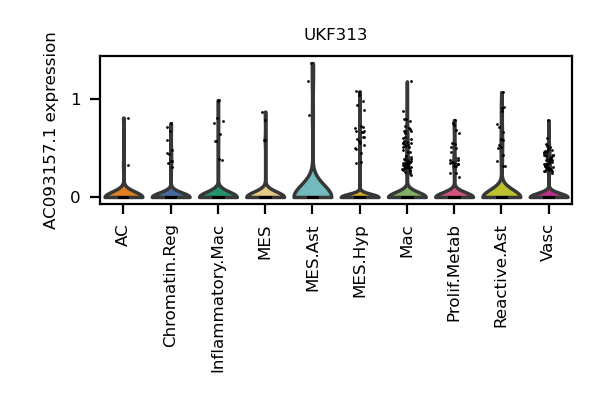 UKF313
AC093157.1 expression
1
0
AC
Chromatin.Reg
Inflammatory.Mac
MES
MES.Ast
MES.Hyp
Mac
Prolif.Metab
Reactive.Ast
Vasc